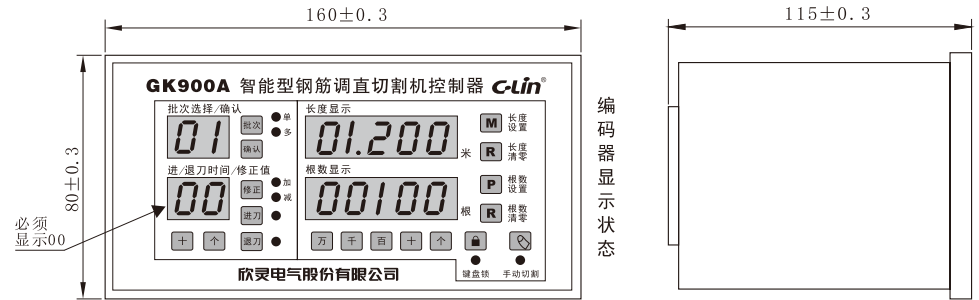 160±0.3
115±0.3
80±0.3
GK900A 智能型钢筋调直切割机控制器 C-Lin®
批次选择/确认
01
批次
确认
单
多
长度显示
01.200
米
M 长度设置
R 长度清零
进/退刀时间/修正值
00
修正
进刀
退刀
加
减
十 个
根数显示
00100
根
P 根数设置
R 根数清零
万 千 百 十 个
键盘锁
手动切割
欣灵电气股份有限公司
必须
显示00
编码器显示状态